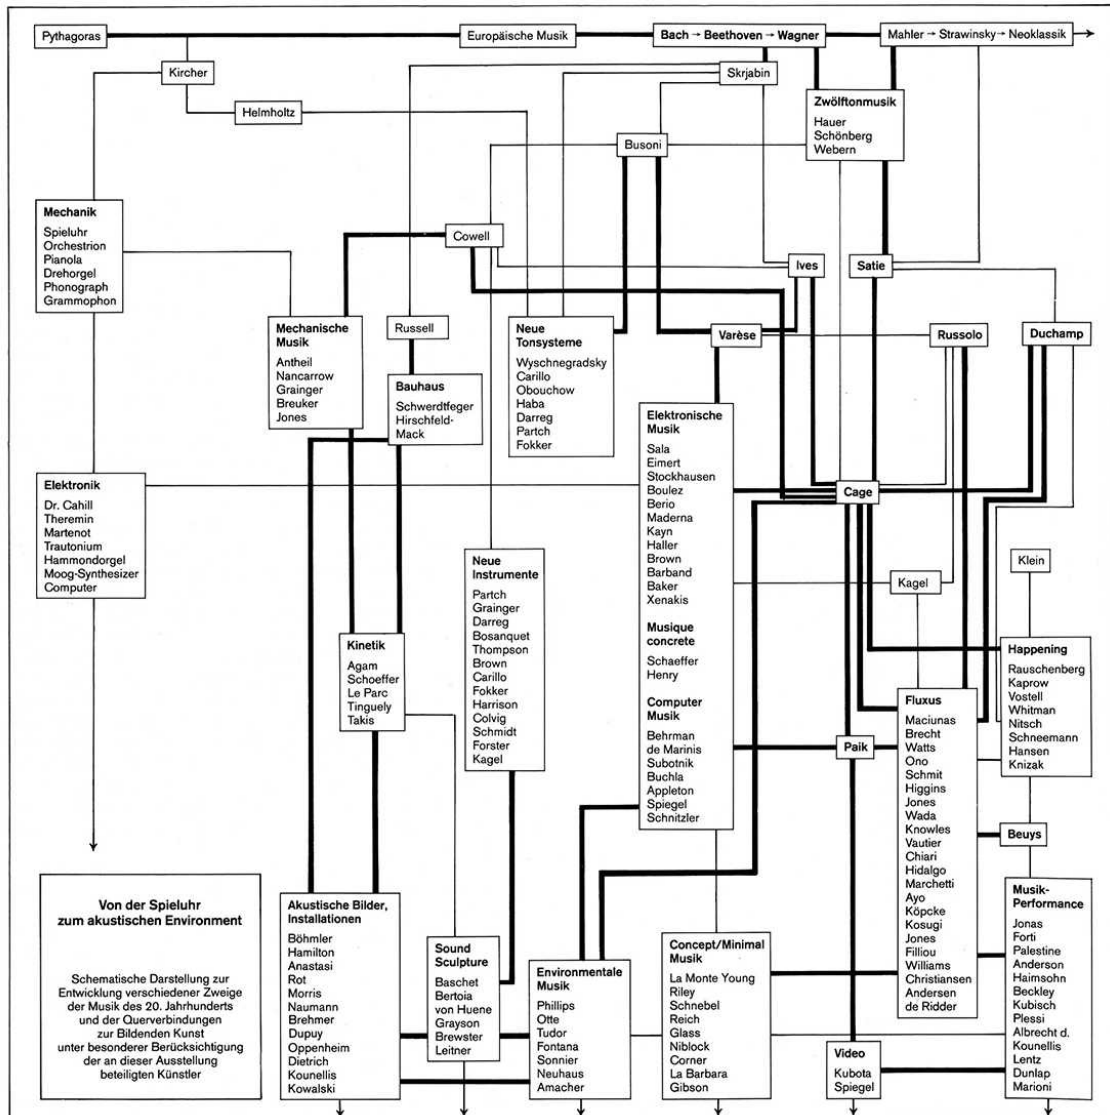 Pythagoras
Europäische Musik
Bach → Beethoven → Wagner
Mahler → Strawinsky → Neoklassik
Kircher
Skrjabin
Helmholtz
Zwölftonmusik
Hauer
Schönberg
Webern
Busoni
Mechanik
Spieluhr
Orchestrion
Pianola
Drehorgel
Phonograph
Grammophon
Cowell
Ives
Satie
Mechanische
Musik
Antheil
Nancarrow
Grainger
Breuker
Jones
Russell
Bauhaus
Schwerdtfeger
Hirschfeld-
Mack
Neue
Tonsysteme
Wyschnegradsky
Carillo
Obouchow
Haba
Darreg
Partch
Fokker
Varèse
Russolo
Duchamp
Elektronik
Dr. Cahill
Theremin
Martenot
Trautonium
Hammondorgel
Moog-Synthesizer
Computer
Elektronische
Musik
Sala
Eimert
Stockhausen
Boulez
Berio
Maderna
Kayn
Haller
Brown
Barband
Baker
Xenakis
Musique
concrete
Schaeffer
Henry
Computer
Musik
Behrman
de Marinis
Subotnik
Buchla
Appleton
Spiegel
Schnitzler
Cage
Neue
Instrumente
Partch
Grainger
Darreg
Bosanquet
Thompson
Brown
Carillo
Fokker
Harrison
Colvig
Schmidt
Forster
Kagel
Kagel
Klein
Kinetik
Agam
Schoeffer
Le Parc
Tinguely
Takis
Happening
Rauschenberg
Kaprow
Vostell
Whitman
Nitsch
Schneemann
Hansen
Knizak
Fluxus
Maciunas
Brecht
Watts
Ono
Schmit
Higgins
Jones
Wada
Knowles
Vautier
Chiari
Hidalgo
Marchetti
Ayo
Köpcke
Kosugi
Jones
Filliou
Williams
Christiansen
Andersen
de Ridder
Paik
Beuys
Von der Spieluhr
zum akustischen Environment
Schematische Darstellung zur
Entwicklung verschiedener Zweige
der Musik des 20. Jahrhunderts
und der Querverbindungen
zur Bildenden Kunst
unter besonderer Berücksichtigung
der an dieser Ausstellung
beteiligten Künstler
Akustische Bilder,
Installationen
Böhmler
Hamilton
Anastasi
Rot
Morris
Naumann
Brehmer
Dupuy
Oppenheim
Dietrich
Kounellis
Kowalski
Sound
Sculpture
Baschet
Bertoia
von Huene
Grayson
Brewster
Leitner
Environmentale
Musik
Phillips
Otte
Tudor
Fontana
Sonnier
Neuhaus
Amacher
Concept/Minimal
Musik
La Monte Young
Riley
Schnebel
Reich
Glass
Niblock
Corner
La Barbara
Gibson
Video
Kubota
Spiegel
Musik-
Performance
Jonas
Forti
Palestine
Anderson
Haimsohn
Beckley
Kubisch
Plessi
Albrecht d.
Kounellis
Lentz
Dunlap
Marioni